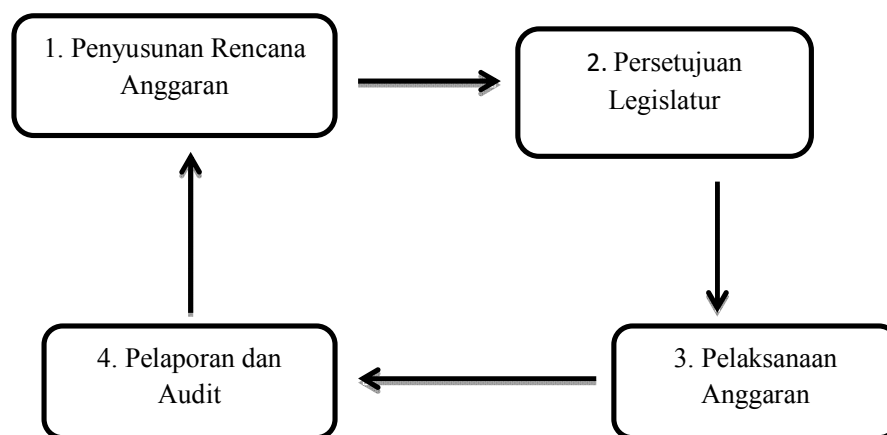 1. Penyusunan Rencana
Anggaran
2. Persetujuan
Legislatur
3. Pelaksanaan
Anggaran
4. Pelaporan dan
Audit